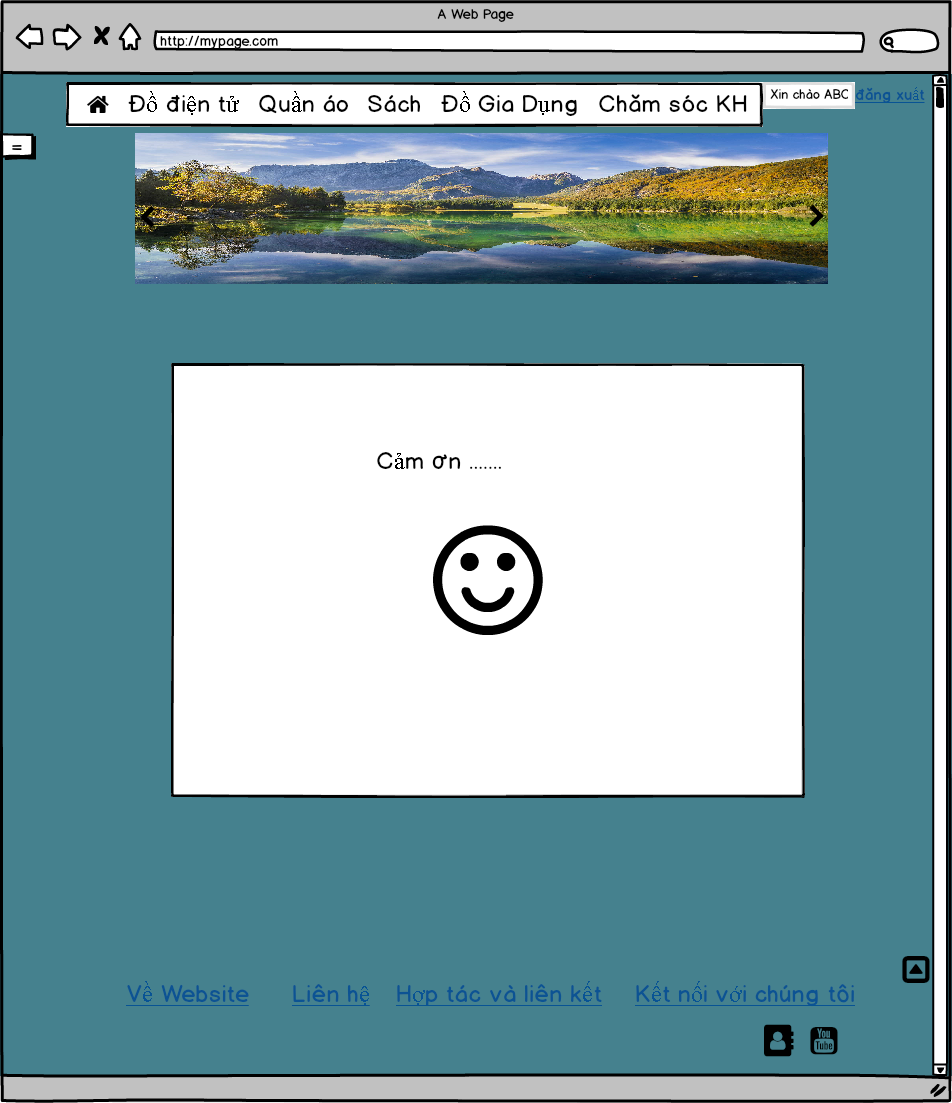 A Web Page
http://mypage.com
Đồ điện tử Quần áo Sách Đồ Gia Dụng Chăm sóc KH
Xin chào ABC đăng xuất
=
Cảm ơn .......
Về Website Liên hệ Hợp tác và liên kết Kết nối với chúng tôi
You
Tube